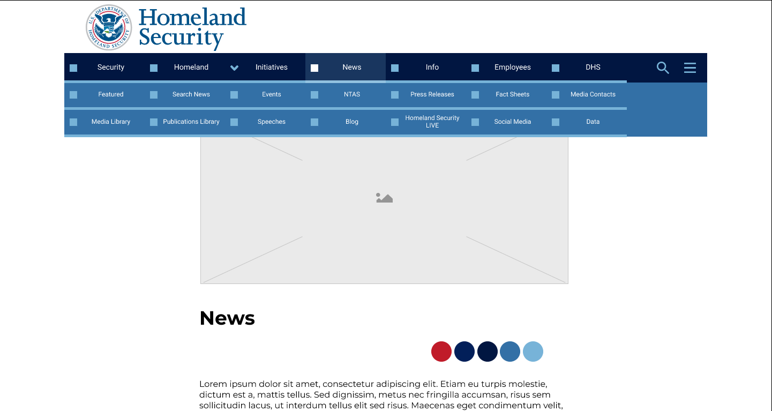 U.S. DEPARTMENT OF
HOMELAND SECURITY
Homeland
Security
Security
Homeland
Initiatives
News
Info
Employees
DHS
Featured
Search News
Events
NTAS
Press Releases
Fact Sheets
Media Contacts
Media Library
Publications Library
Speeches
Blog
Homeland Security
LIVE
Social Media
Data
News
Lorem ipsum dolor sit amet, consectetur adipiscing elit. Etiam eu turpis molestie,
dictum est a, mattis tellus. Sed dignissim, metus nec fringilla accumsan, risus sem
sollicitudin lacus, ut interdum tellus elit sed risus. Maecenas eget condimentum velit,